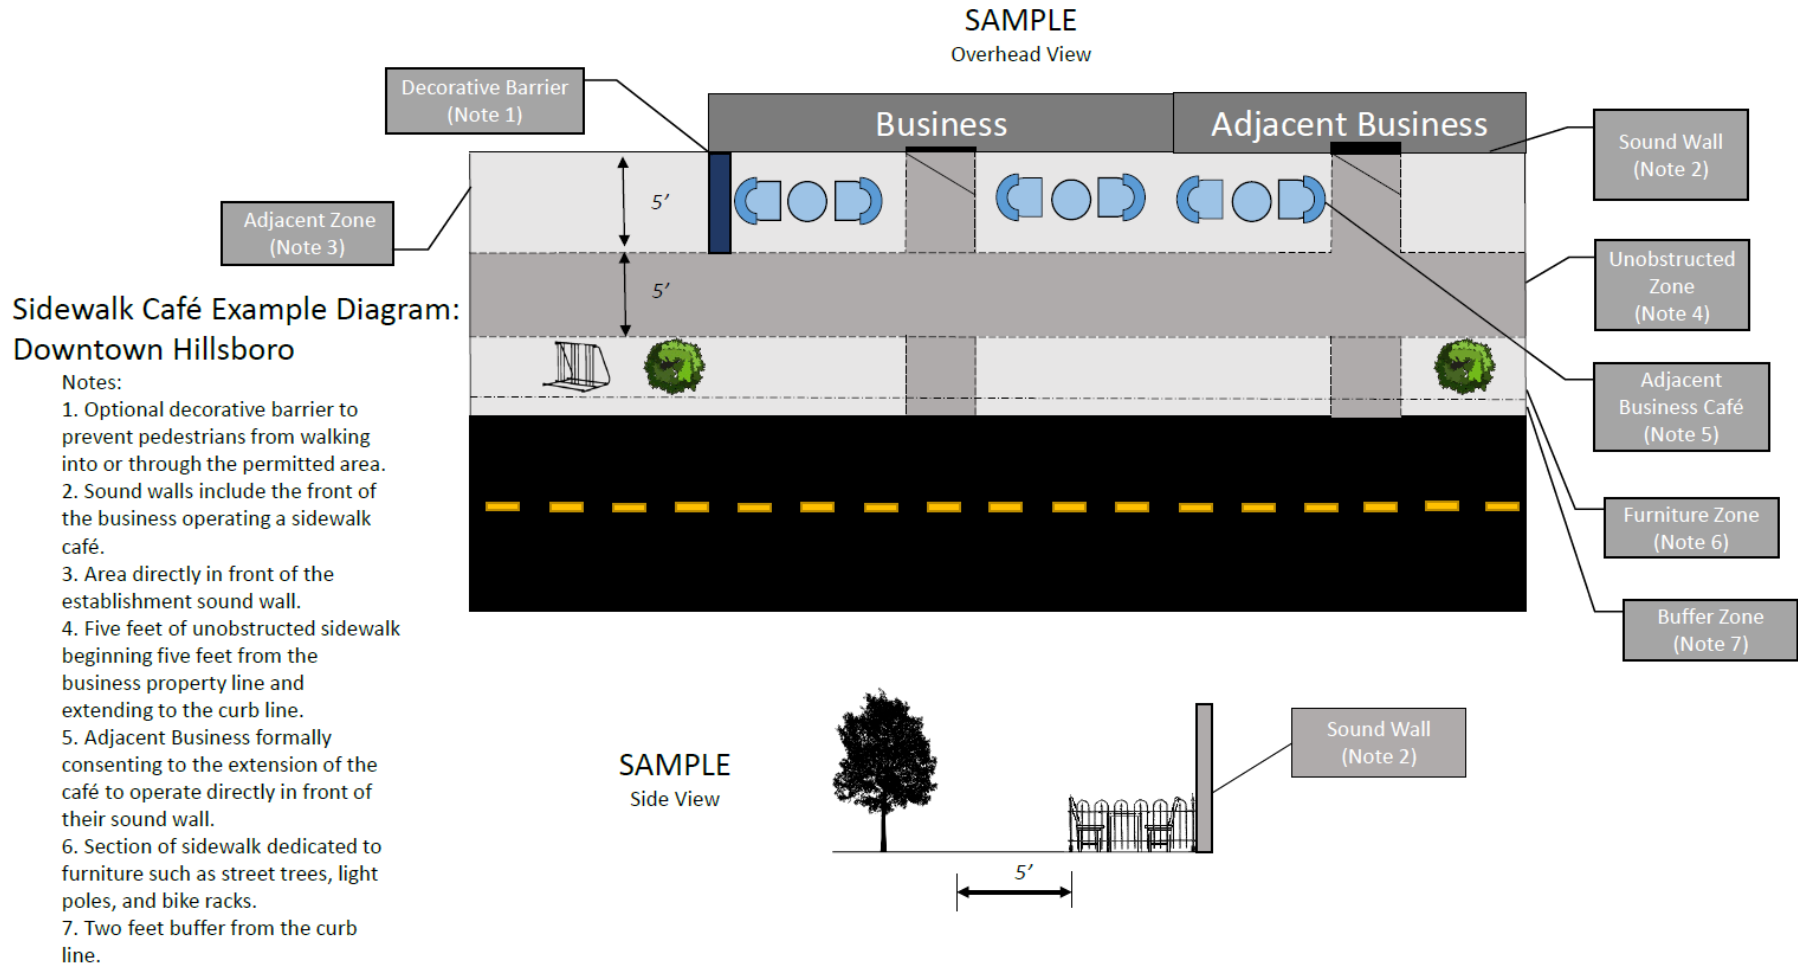 SAMPLE
Overhead View
Decorative Barrier
(Note 1)
Business
Adjacent Business
Sound Wall
(Note 2)
5’
Adjacent Zone
(Note 3)
Unobstructed
Zone
(Note 4)
5’
Sidewalk Café Example Diagram:
Downtown Hillsboro
Adjacent
Business Café
(Note 5)
Furniture Zone
(Note 6)
Buffer Zone
(Note 7)
Notes:
1. Optional decorative barrier to
prevent pedestrians from walking
into or through the permitted area.
2. Sound walls include the front of
the business operating a sidewalk
café.
3. Area directly in front of the
establishment sound wall.
4. Five feet of unobstructed sidewalk
beginning five feet from the
business property line and
extending to the curb line.
5. Adjacent Business formally
consenting to the extension of the
café to operate directly in front of
their sound wall.
6. Section of sidewalk dedicated to
furniture such as street trees, light
poles, and bike racks.
7. Two feet buffer from the curb
line.
SAMPLE
Side View
Sound Wall
(Note 2)
5’